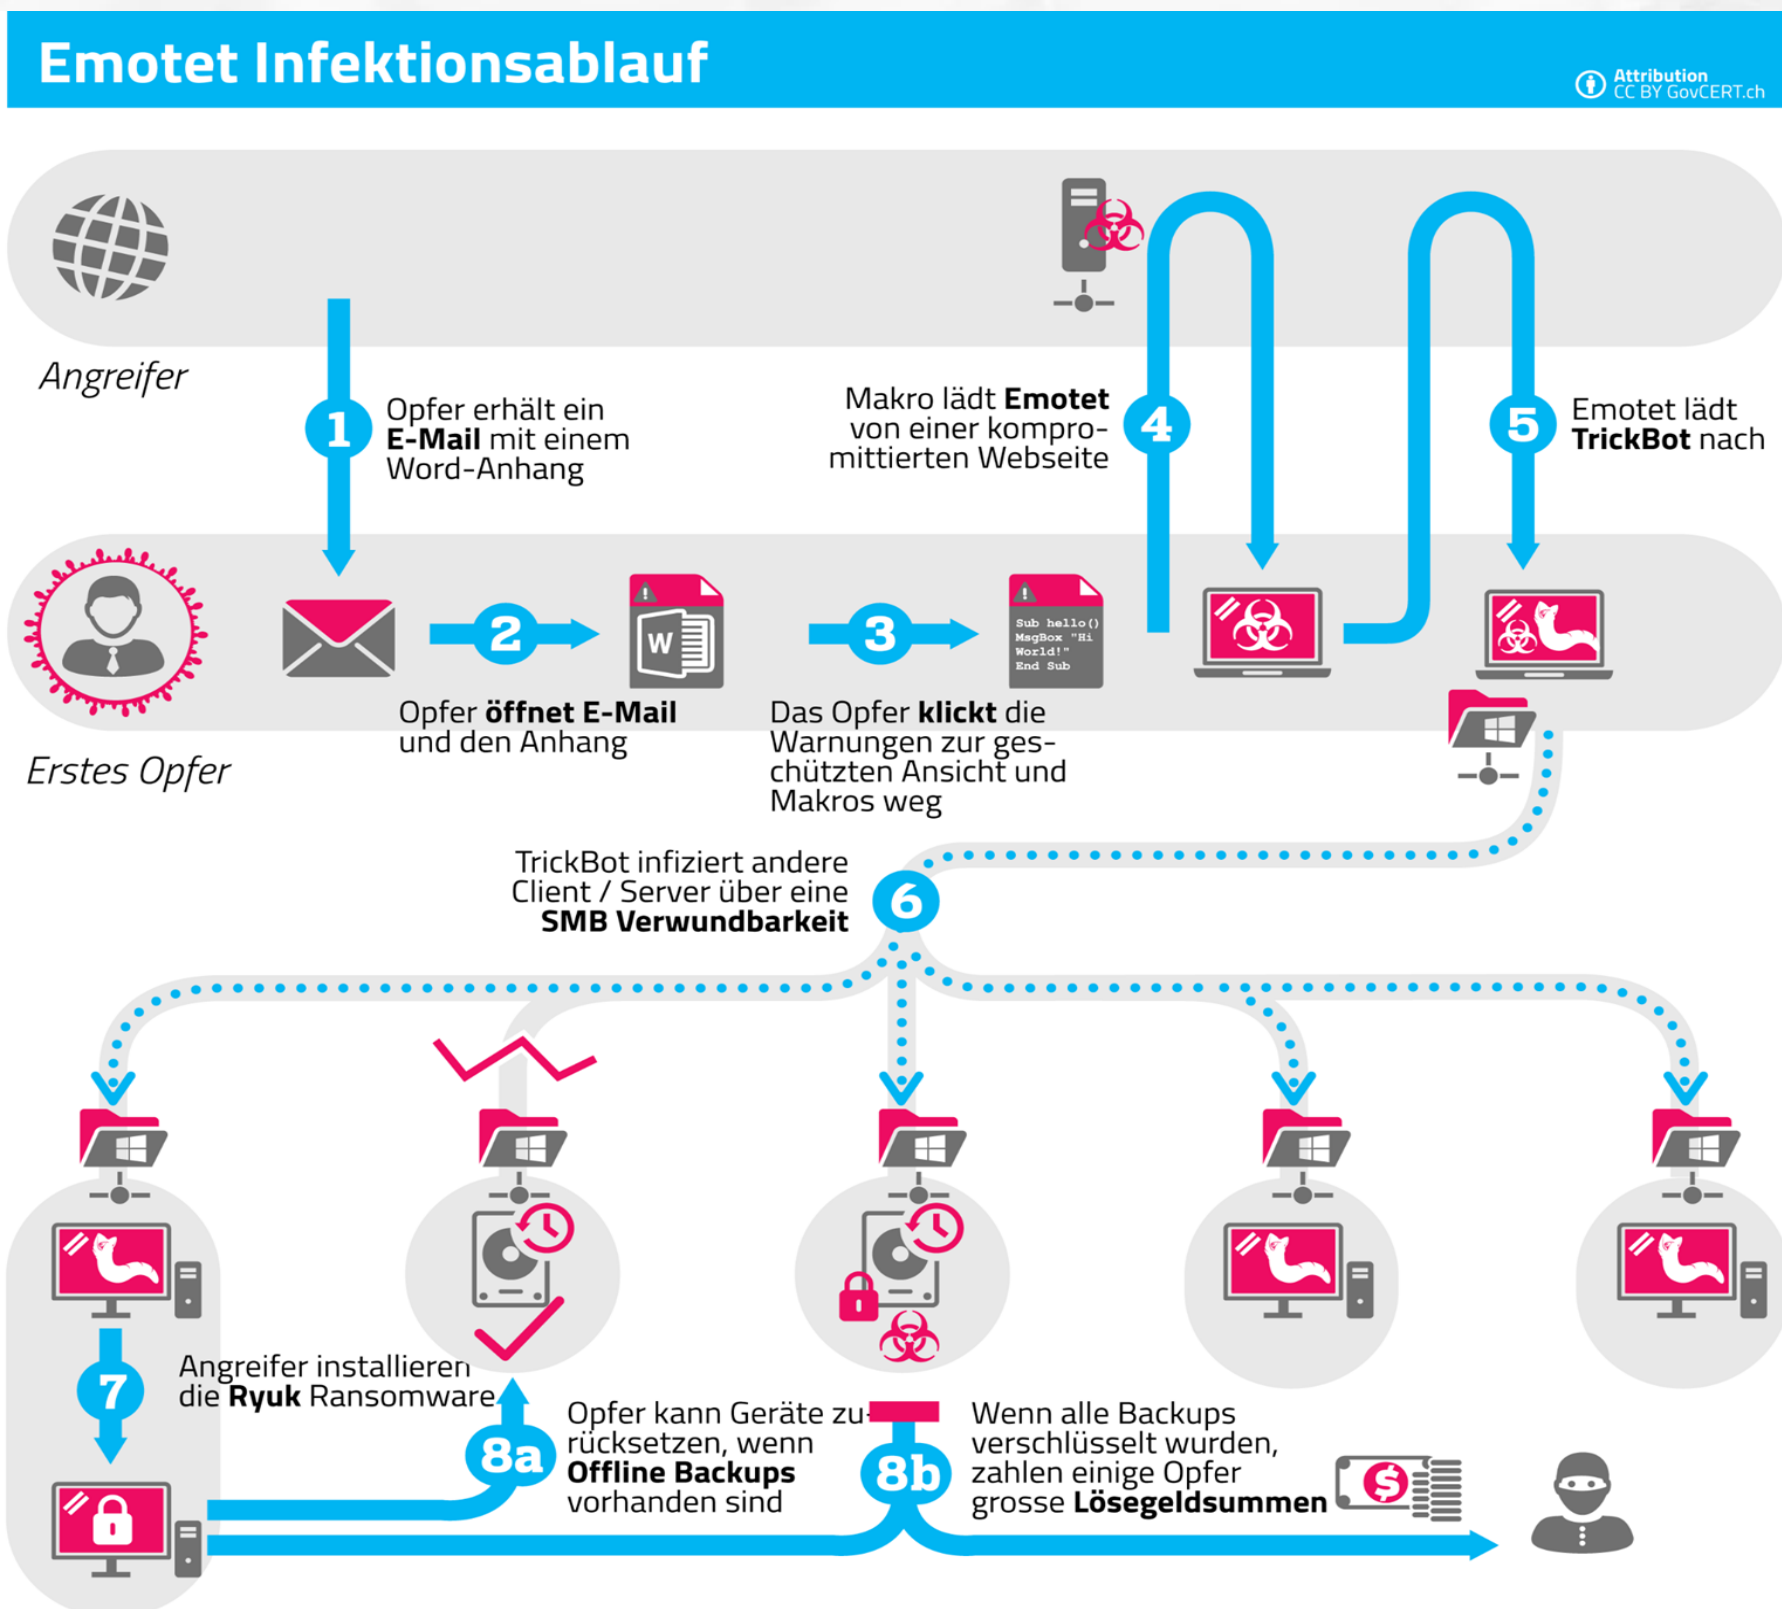 Emotet Infektionsablauf
Attribution
CC BY GovCERT.ch
Angreifer
1
Opfer erhält ein
E-Mail mit einem
Word-Anhang
Makro lädt Emotet
von einer kompro-
mittierten Webseite
4
5
Emotet lädt
TrickBot nach
Erstes Opfer
2
Opfer öffnet E-Mail
und den Anhang
W
3
Das Opfer klickt die
Warnungen zur ges-
chützten Ansicht und
Makros weg
Sub hello()
MsgBox "Hi
World!"
End Sub
TrickBot infiziert andere
Client / Server über eine
SMB Verwundbarkeit
6
7
Angreifer installieren
die Ryuk Ransomware
8a
Opfer kann Geräte zu-
rücksetzen, wenn
Offline Backups
vorhanden sind
8b
Wenn alle Backups
verschlüsselt wurden,
zahlen einige Opfer
grosse Lösegeldsummen
$